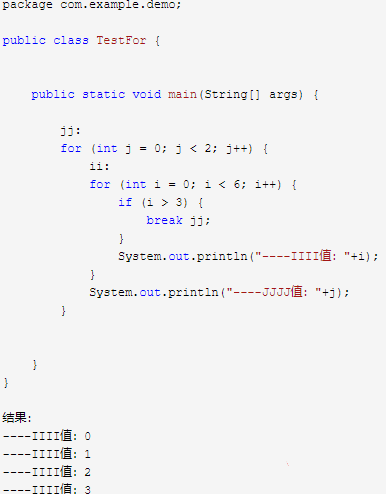 package com.example.demo;
public class TestFor {
public static void main(String[] args) {
jj:
for (int j = 0; j < 2; j++) {
ii:
for (int i = 0; i < 6; i++) {
if (i > 3) {
break jj;
}
System.out.println("----IIII值: "+i);
}
System.out.println("----JJJJ值: "+j);
}
}
}
结果:
----IIII值: 0
----IIII值: 1
----IIII值: 2
----IIII值: 3